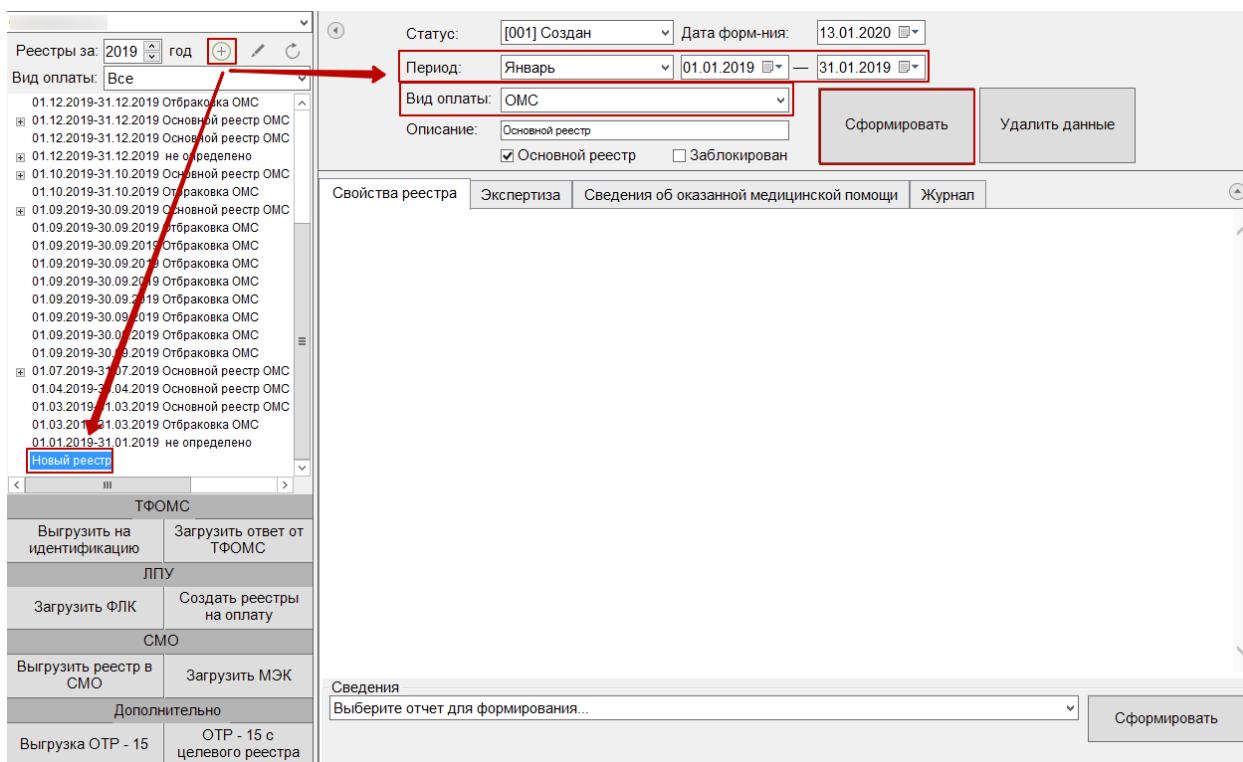 Реестры за: 2019 год
Вид оплаты: Все
01.12.2019-31.12.2019 Отбраковка ОМС
01.12.2019-31.12.2019 Основной реестр ОМС
01.12.2019-31.12.2019 Основной реестр ОМС
01.12.2019-31.12.2019 не определено
01.10.2019-31.10.2019 Основной реестр ОМС
01.10.2019-31.10.2019 Отбраковка ОМС
01.09.2019-30.09.2019 Основной реестр ОМС
01.09.2019-30.09.2019 Отбраковка ОМС
01.09.2019-30.09.2019 Отбраковка ОМС
01.09.2019-30.09.2019 Отбраковка ОМС
01.09.2019-30.09.2019 Отбраковка ОМС
01.09.2019-30.09.2019 Отбраковка ОМС
01.09.2019-30.09.2019 Отбраковка ОМС
01.09.2019-30.09.2019 Отбраковка ОМС
01.09.2019-30.09.2019 Отбраковка ОМС
01.07.2019-31.07.2019 Основной реестр ОМС
01.04.2019-30.04.2019 Основной реестр ОМС
01.03.2019-31.03.2019 Основной реестр ОМС
01.03.2019-31.03.2019 Отбраковка ОМС
01.01.2019-31.01.2019 не определено
Новый реестр
ТФОМС
Выгрузить на
идентификацию
Загрузить ответ от
ТФОМС
ЛПУ
Загрузить ФЛК
Создать реестры
на оплату
СМО
Выгрузить реестр в
СМО
Загрузить МЭК
Дополнительно
Выгрузка ОТР - 15
ОТР - 15 с
целевого реестра
Статус: [001] Создан Дата форм-ния: 13.01.2020
Период: Январь 01.01.2019 — 31.01.2019
Вид оплаты: ОМС
Описание: Основной реестр
Основной реестр Заблокирован
Сформировать
Удалить данные
Свойства реестра Экспертиза Сведения об оказанной медицинской помощи Журнал
Сведения
Выберите отчет для формирования...
Сформировать